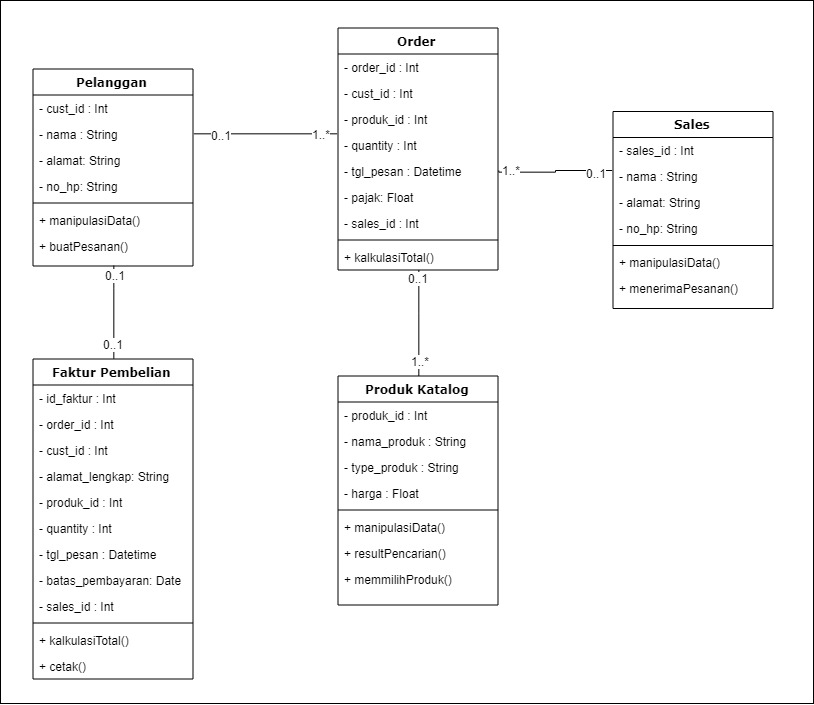 Pelanggan
- cust_id : Int
- nama : String
- alamat: String
- no_hp: String
+ manipulasiData()
+ buatPesanan()
0..1
1..*
Order
- order_id : Int
- cust_id : Int
- produk_id : Int
- quantity : Int
- tgl_pesan : Datetime
- pajak: Float
- sales_id : Int
+ kalkulasiTotal()
1..*
0..1
Sales
- sales_id : Int
- nama : String
- alamat: String
- no_hp: String
+ manipulasiData()
+ menerimaPesanan()
0..1
0..1
Faktur Pembelian
- id_faktur : Int
- order_id : Int
- cust_id : Int
- alamat_lengkap: String
- produk_id : Int
- quantity : Int
- tgl_pesan : Datetime
- batas_pembayaran: Date
- sales_id : Int
+ kalkulasiTotal()
+ cetak()
0..1
1..*
Produk Katalog
- produk_id : Int
- nama_produk : String
- type_produk : String
- harga : Float
+ manipulasiData()
+ resultPencarian()
+ memmilihProduk()